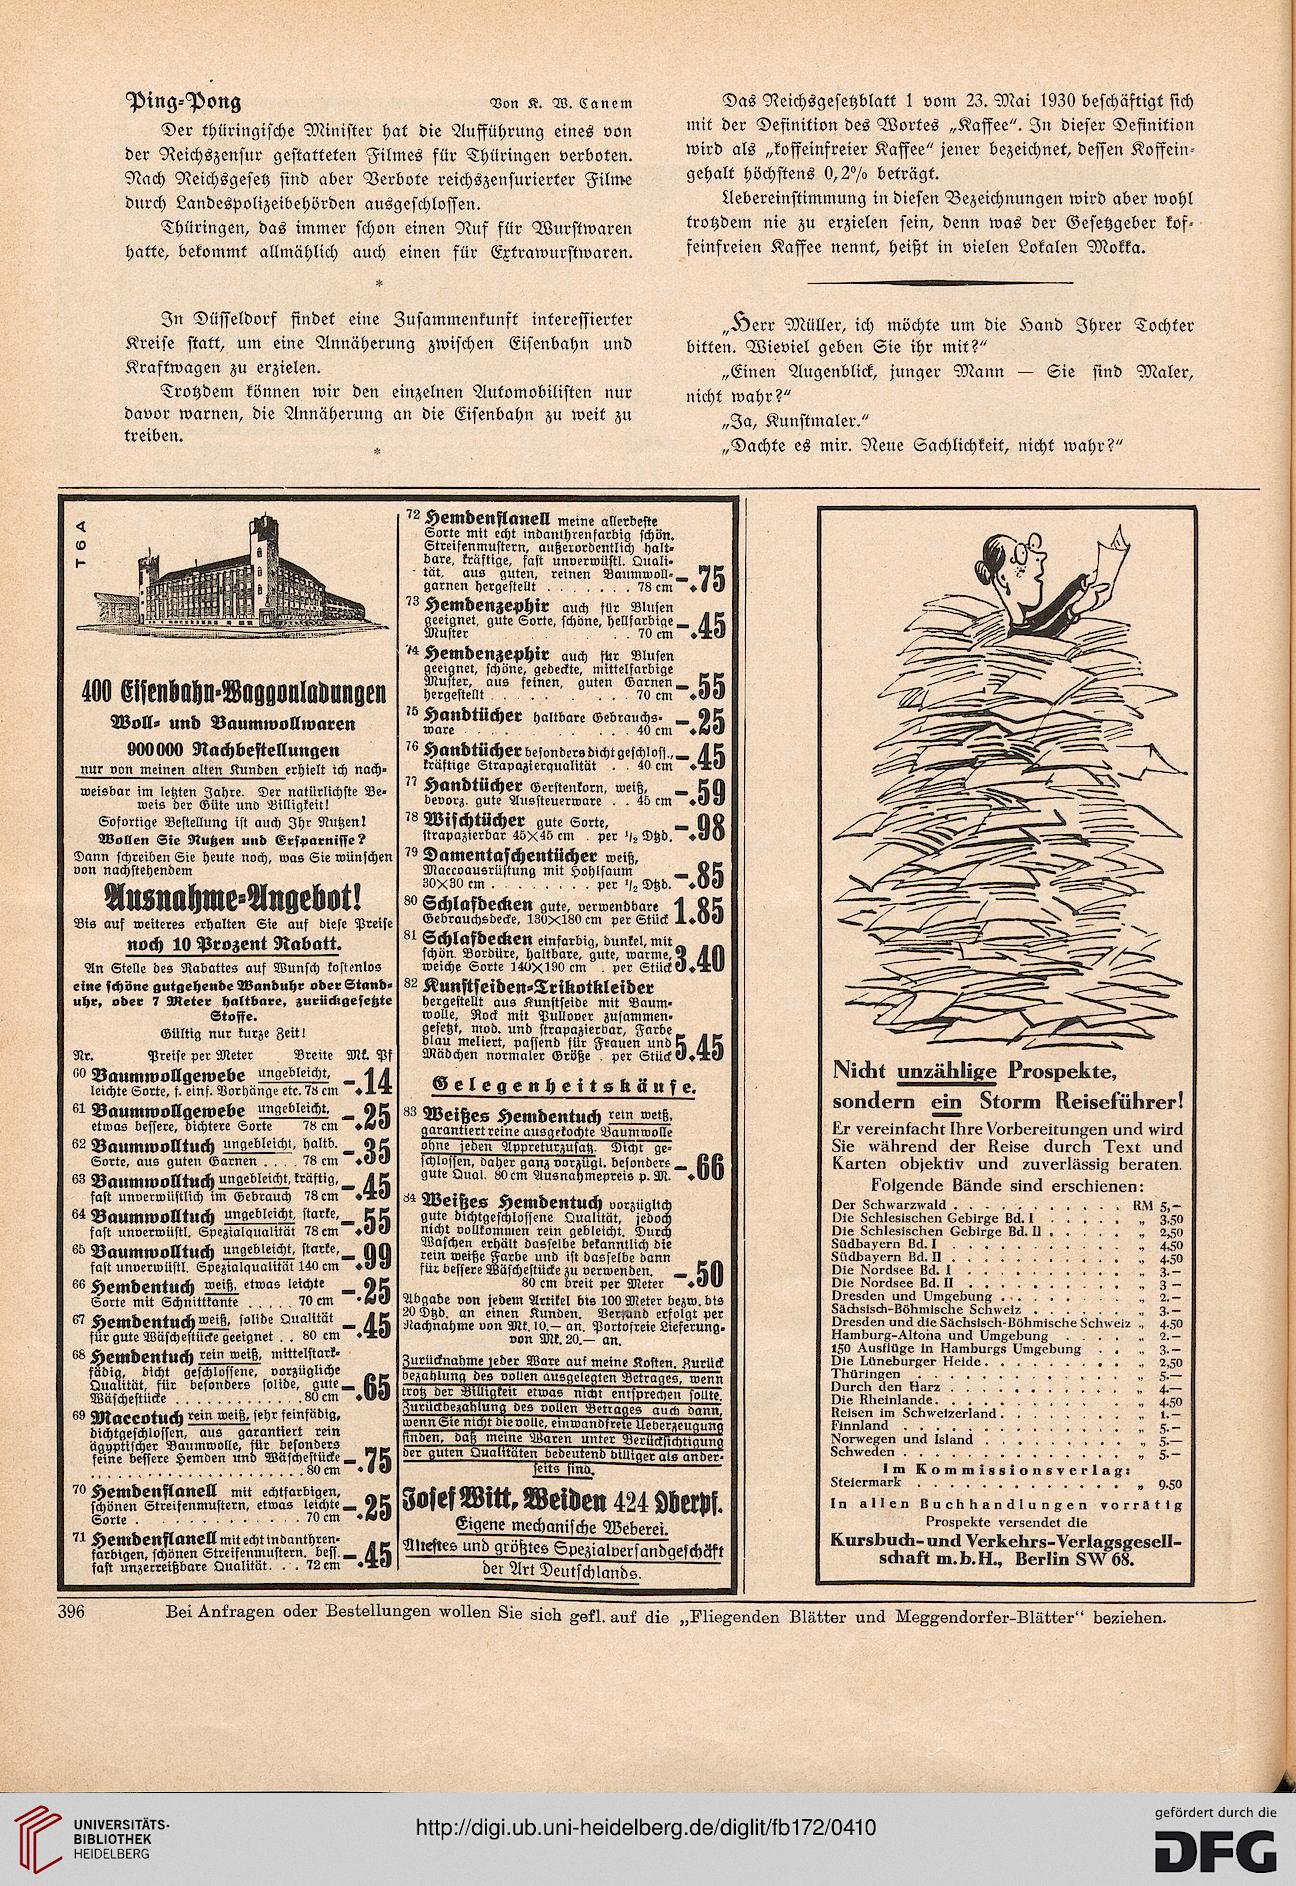 Ping-Pong Von K. W. Canem
Der thüringische Minister hat die Aufführung eines von
der Reichszensur gestatteten Filmes für Thüringen verboten.
Nach Reichsgesetz sind aber Verbote reichszensurierter Filme
durch Landespolizeibehörden ausgeschlossen.
Thüringen, das immer schon einen Ruf für Wurstwaren
hatte, bekommt allmählich auch einen für Extrawurstwaren.
*
In Düsseldorf findet eine Zusammenkunft interessierter
Kreise statt, um eine Annäherung zwischen Eisenbahn und
Kraftwagen zu erzielen.
Trotzdem können wir den einzelnen Automobilisten nur
davor warnen, die Annäherung an die Eisenbahn zu weit zu
treiben.
*
Das Reichsgesetzblatt 1 vom 23. Mai 1930 beschäftigt sich
mit der Definition des Wortes „Kaffee“. In dieser Definition
wird als „koffeinfreier Kaffee“ jener bezeichnet, dessen Koffein-
gehalt höchstens 0,2% beträgt.
Uebereinstimmung in diesen Bezeichnungen wird aber wohl
trotzdem nie zu erzielen sein, denn was der Gesetzgeber kof-
feinfreien Kaffee nennt, heißt in vielen Lokalen Mokka.
„Herr Müller, ich möchte um die Hand Ihrer Tochter
bitten. Wieviel geben Sie ihr mit?“
„Einen Augenblick, junger Mann — Sie sind Maler,
nicht wahr?“
„Ja, Kunstmaler.“
„Dachte es mir. Neue Sachlichkeit, nicht wahr?“
T 6 A
400 Eisenbahn-Waggonladungen
Woll- und Baumwollwaren
900000 Nachbestellungen
nur von meinen alten Kunden erhielt ich nach-
weisbar im letzten Jahre. Der natürlichste Be-
weis der Güte und Billigkeit!
Sofortige Bestellung ist auch Ihr Nutzen!
Wollen Sie Nutzen und Ersparnisse?
Dann schreiben Sie heute noch, was Sie wünschen
von nachstehendem
Ausnahme-Angebot!
Bis auf weiteres erhalten Sie auf diese Preise
noch 10 Prozent Rabatt.
An Stelle des Rabattes auf Wunsch kostenlos
eine schöne gutgehende Wanduhr oder Stand-
uhr, oder 7 Meter haltbare, zurückgesetzte
Stoffe.
Gültig nur kurze Zeit!
Nr. Preise per Meter Breite Mk. Pf
60 Baumwollgewebe ungebleicht,
leichte Sorte, f. einf. Vorhänge etc. 78 cm -.14
61 Baumwollgewebe ungebleicht,
etwas bessere, dichtere Sorte 78 cm -.25
62 Baumwolltuch ungebleicht, haltb.
Sorte, aus guten Garnen . . . . 78 cm -.35
63 Baumwolltuch ungebleicht, kräftig,
fast unverwüstlich im Gebrauch 78 cm -.45
64 Baumwolltuch ungebleicht, starke,
fast unverwüstl. Spezialqualität 78 cm -.55
65 Baumwolltuch ungebleicht, starke,
fast unverwüstl. Spezialqualität 140 cm -.99
66 Hemdentuch weiß, etwas leichte
Sorte mit Schnittkante . . . . . 70 cm -.25
67 Hemdentuch weiß, solide Qualität
für gute Wäschestücke geeignet . . 80 cm -.45
68 Hemdentuch rein weiß, mittelstark-
fädig, dicht geschlossene, vorzügliche
Qualität, für besonders solide, gute
Wäschestücke . . . . . . . . 80 cm -.65
69 Maccotuch rein weiß, sehr feinfädig,
dichtgeschlossen, aus garantiert rein
ägyptischer Baumwolle, für besonders
feine bessere Hemden und Wäschestücke
. . . . . . . . . . 80 cm -.75
70 Hemdenflanell mit echtfarbigen,
schönen Streifenmustern, etwas leichte
Sorte . . . . . . . . . 70 cm -.25
71 Hemdenflanell mit echt indanthren-
farbigen, schönen Streifenmustern, bess.
fast unzerreißbare Qualität. . . 72 cm -.45
72 Hemdenflanell meine allerbeste
Sorte mit echt indanthrenfarbig schön.
Streifenmustern, außerordentlich halt-
bare, kräftige, fast unverwüstl. Quali-
tät, aus guten, reinen Baumwoll-
garnen hergestellt . . . . . . . 78 cm -.75
73 Hemdenzephir auch für Blusen
geeignet, gute Sorte, schöne, hellfarbige
Muster . . 70 cm -.45
74 Hemdenzephir auch für Blusen
geeignet, schöne, gedeckte, mittelfarbige
Muster, aus feinen, guten Garnen
hergestellt . . . . . . . 70 cm -.55
75 Handtücher haltbare Gebrauchs-
ware . . . . . . . 40 cm -.25
76 Handtücher besonders dicht geschloss.,
kräftige Strapazierqualität . . 40 cm -.45
77 Handtücher Gerstenkorn, weiß,
bevorz. gute Aussteuerware . . 45 cm -.59
78 Wischtücher gute Sorte,
strapazierbar 45×45 cm . per ½ Dtzd. -.98
79 Damentaschentücher weiß,
Maccoausrüstung mit Hohlsaum
30×30 cm . . . . . . . . per ½ Dtzd. -.85
80 Schlafdecken gute, verwendbare
Gebrauchsdecke, 130×180 cm per Stück 1.85
81 Schlafdecken einfarbig, dunkel, mit
schön. Bordüre, haltbare, gute, warme,
weiche Sorte 140×190 cm . per Stück 3.40
82 Kunstseiden-Trikotkleider
hergestellt aus Kunstseide mit Baum-
wolle, Rock mit Pullover zusammen-
gesetzt, mod. und strapazierbar, Farbe
blau meliert, passend für Frauen und
Mädchen normaler Größe . per Stück 5.45
Gelegenheitskäufe.
83 Weißes Hemdentuch rein weiß,
garantiert reine ausgekochte Baumwolle
ohne jeden Appreturzusatz. Dicht ge-
schlossen, daher ganz vorzügl. besonders
gute Qual. 80 cm Ausnahmepreis p. M. -.66
84 Weißes Hemdentuch vorzüglich
gute dichtgeschlossene Qualität, jedoch
nicht vollkommen rein gebleicht. Durch
Waschen erhält dasselbe bekanntlich die
rein weiße Farbe und ist dasselbe dann
für bessere Wäschestücke zu verwenden.
80 cm breit per Meter -.50
Abgabe von jedem Artikel bis 100 Meter bezw. bis
20 Dtzd. an einen Kunden. Versand erfolgt per
Nachnahme von Mk. 10.— an. Portofreie Lieferung.
von Mk. 20.— an.
Zurücknahme jeder Ware auf meine Kosten. Zurück
bezahlung des vollen ausgelegten Betrages, wenn
trotz der Billigkeit etwas nicht entsprechen sollte.
Zurückbezahlung des vollen Betrages auch dann,
wenn Sie nicht die volle, einwandfreie Ueberzeugung
finden, daß meine Waren unter Berücksichtigung
der guten Qualitäten bedeutend billiger als ander-
seits sind.
Josef Witt, Weiden 424 Oberpf.
Eigene mechanische Weberei.
Ältestes und größtes Spezialversandgeschäft
der Art Deutschlands.
Nicht unzählige Prospekte,
sondern ein Storm Reiseführer!
Er vereinfacht Ihre Vorbereitungen und wird
Sie während der Reise durch Text und
Karten objektiv und zuverlässig beraten.
Folgende Bände sind erschienen:
Der Schwarzwald . . . . . . . . . . . RM 5,—
Die Schlesischen Gebirge Bd. I . . . . . „ 3.50
Die Schlesischen Gebirge Bd. II . . . . . „ 2,50
Südbayern Bd. I . . . . . . . . . . „ 4,50
Südbayern Bd. II . . . . . . . . . . „ 4.50
Die Nordsee Bd. I . . . . . . . . . . „ 3.—
Die Nordsee Bd. II . . . . . . . . . „ 3 —
Dresden und Umgebung . . . . . . . . „ 2.—
Sächsisch-Böhmische Schweiz . . . . . . „ 3.—
Dresden und die Sächsisch-Böhmische Schweiz „ 4.50
Hamburg-Altona und Umgebung . . . . „ 2.—
150 Ausflüge in Hamburgs Umgebung . . „ 3.—
Die Lüneburger Heide . . . . . . . . „ 2,50
Thüringen . . . . . . . . . . . . „ 5.—
Durch den Harz . . . . . . . . . . „ 4.—
Die Rheinlande. . . . . . . . . . . „ 4.50
Reisen im Schweizerland . . . . . . . „ 1.—
Finnland . . . . . . . . . . . . . „ 5.—
Norwegen und Island . . . . . . . . „ 5.—
Schweden . . . . . . . . . . . . . „ 5.—
Im Kommissionsverlag:
Steiermark . . . . . . . . . . . . „ 9.50
In allen Buchhandlungen vorrätig
Prospekte versendet die
Kursbuch- und Verkehrs-Verlagsgesell-
schaft m. b. H., Berlin SW 68.
396 Bei Anfragen oder Bestellungen wollen Sie sich gefl. auf die „Fliegenden Blätter und Meggendorfer-Blätter“ beziehen.
UNIVERSITÄTS-
BIBLIOTHEK
HEIDELBERG
http://digi.ub.uni-heidelberg.de/diglit/fb172/0410
gefördert durch die
DFG